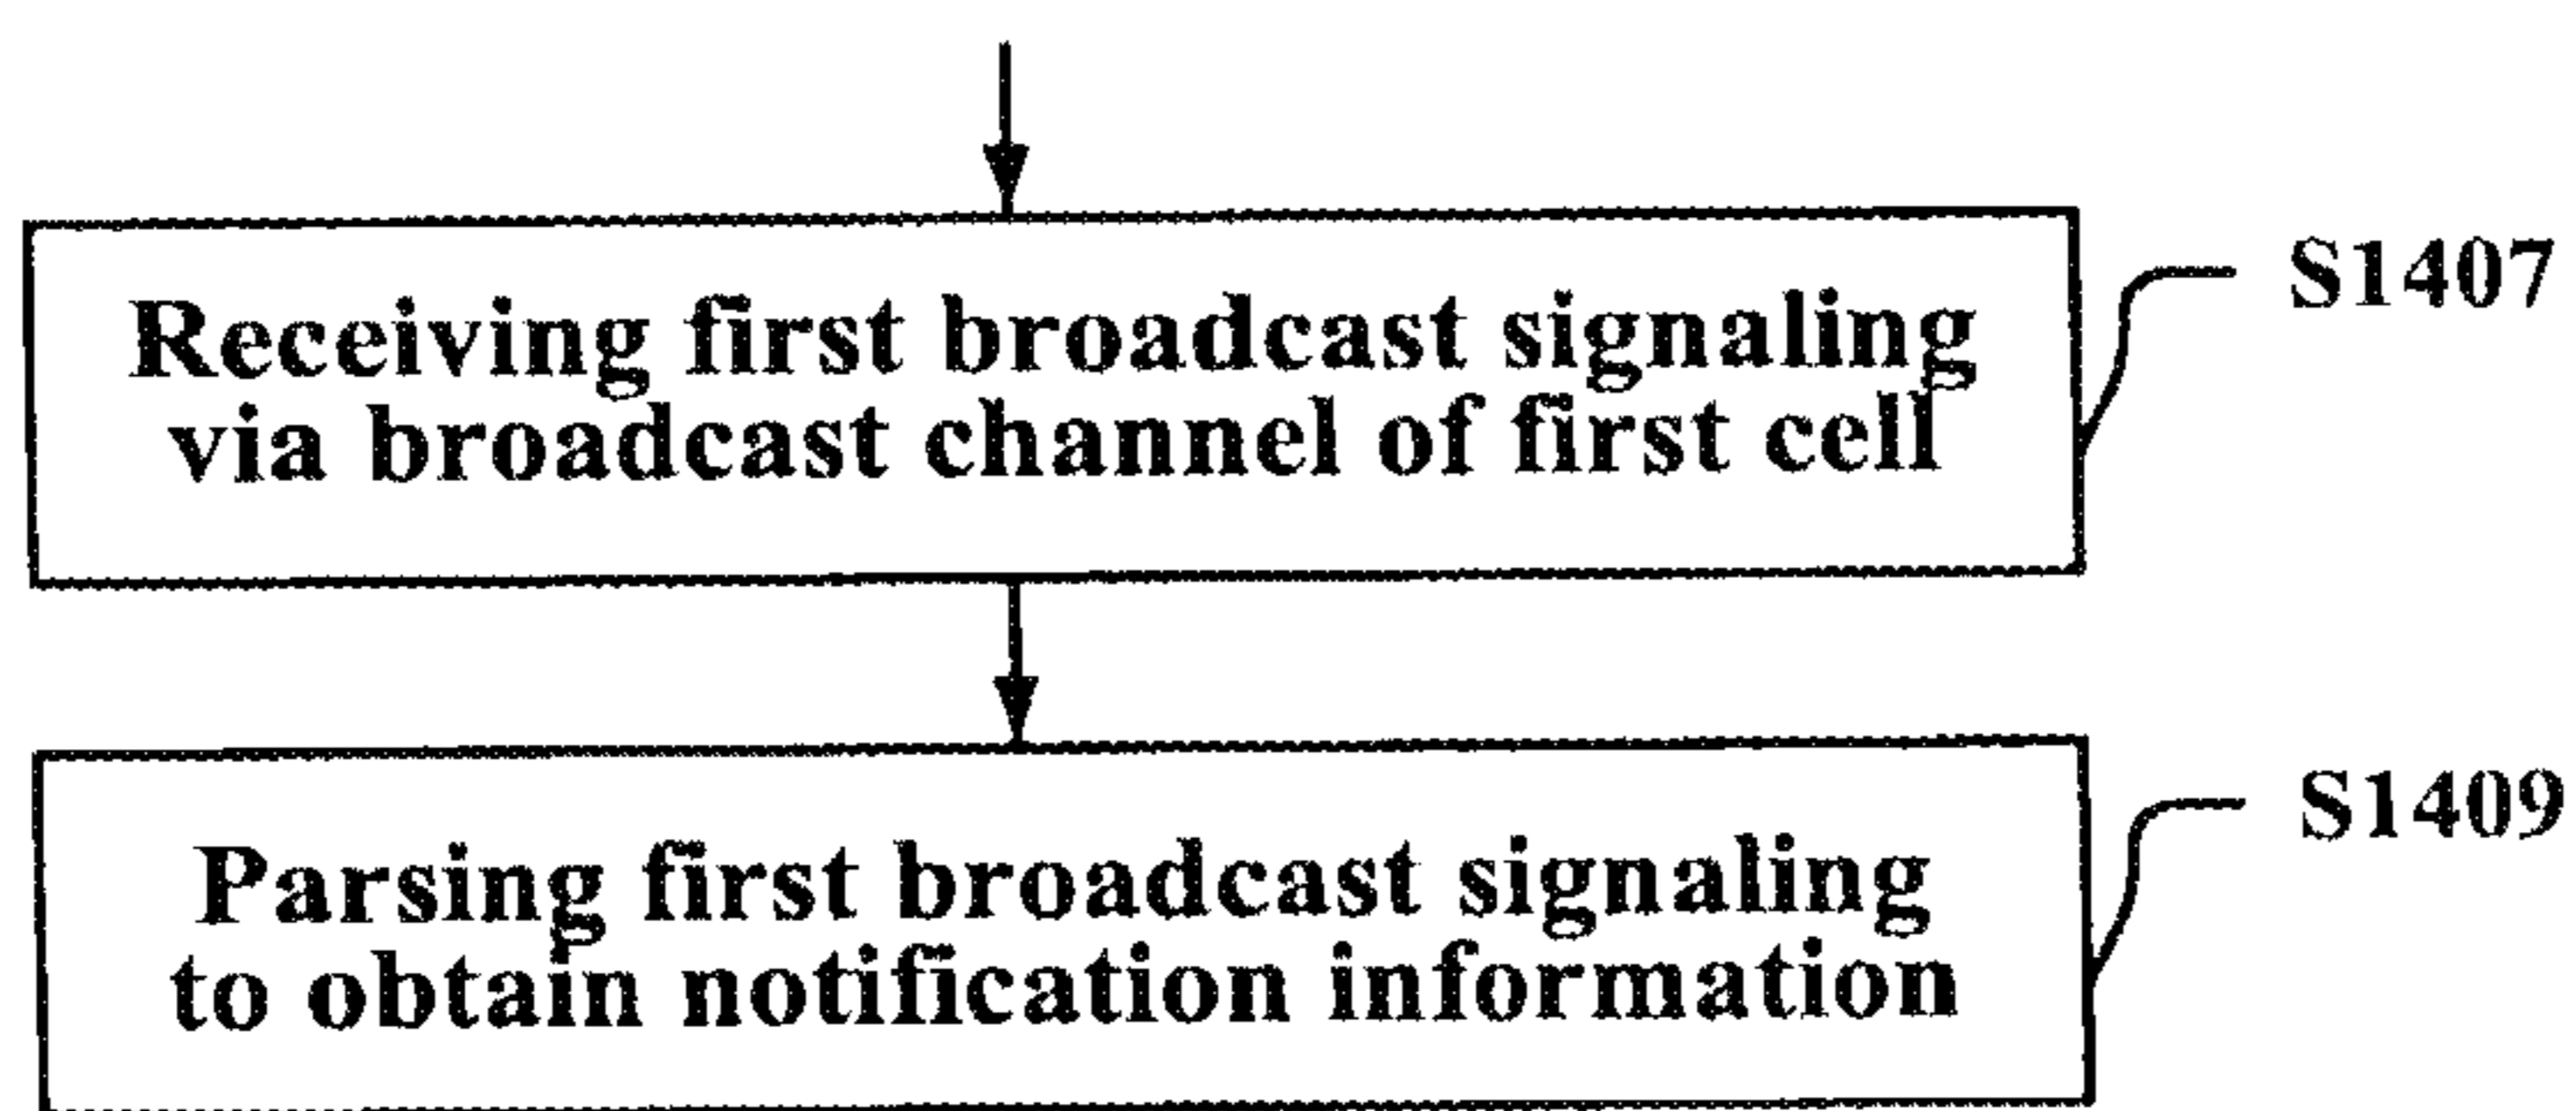 Receiving first broadcast signaling
via broadcast channel of first cell
S1407
Parsing first broadcast signaling
to obtain notification information
S1409